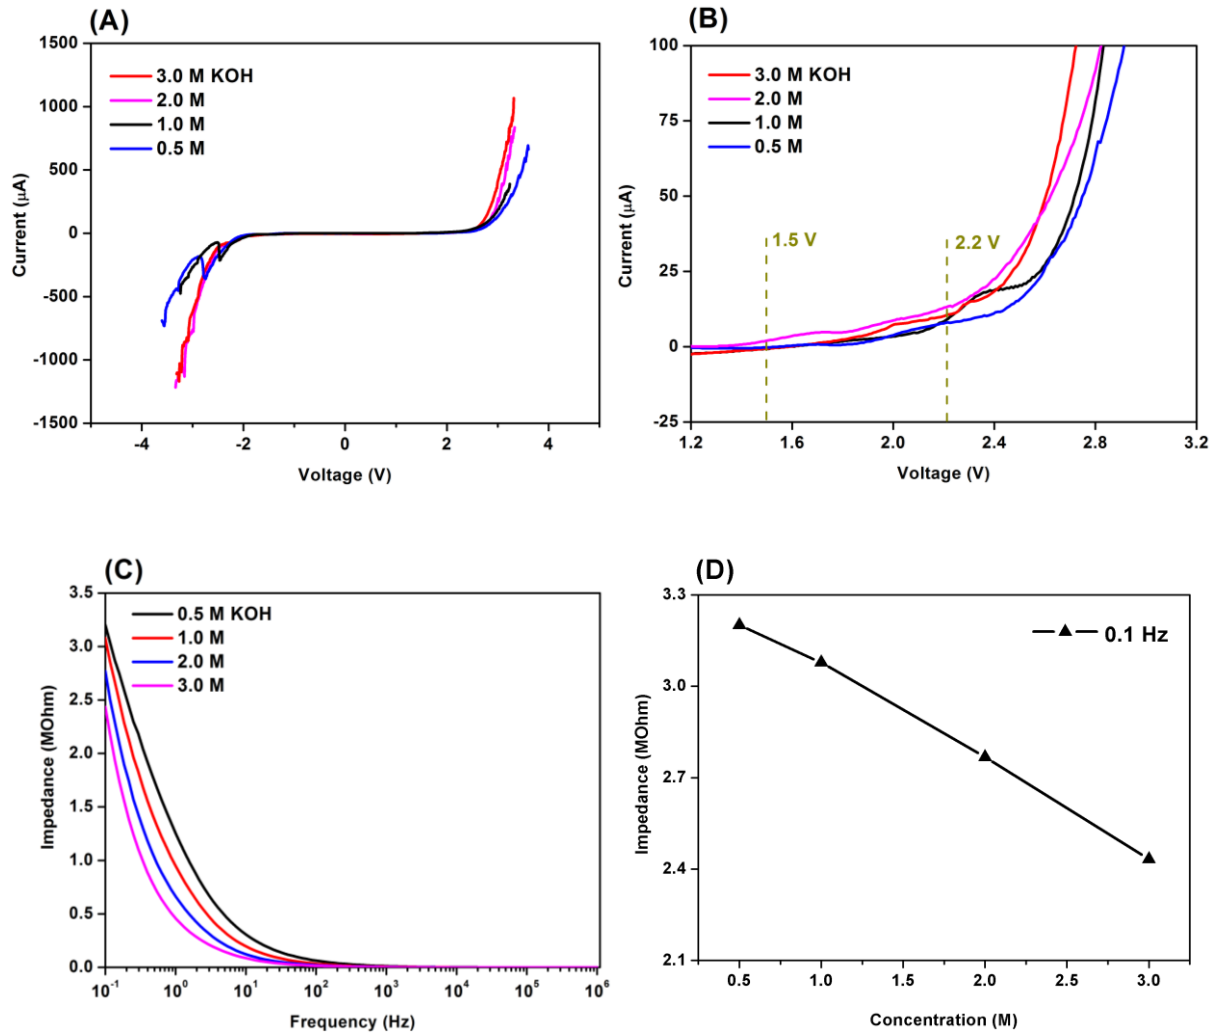 (A)
1500
1000
500
0
-500
-1000
-1500
-4
-2
0
2
4
Current (μA)
Voltage (V)
3.0 M KOH
2.0 M
1.0 M
0.5 M
(B)
100
75
50
25
0
-25
1.2
1.6
2.0
2.4
2.8
3.2
Current (μA)
Voltage (V)
3.0 M KOH
2.0 M
1.0 M
0.5 M
1.5 V
2.2 V
(C)
3.5
3.0
2.5
2.0
1.5
1.0
0.5
0.0
10⁻¹
10⁰
10¹
10²
10³
10⁴
10⁵
10⁶
Impedance (MOhm)
Frequency (Hz)
0.5 M KOH
1.0 M
2.0 M
3.0 M
(D)
3.3
3.0
2.7
2.4
2.1
0.5
1.0
1.5
2.0
2.5
3.0
Impedance (MOhm)
Concentration (M)
0.1 Hz